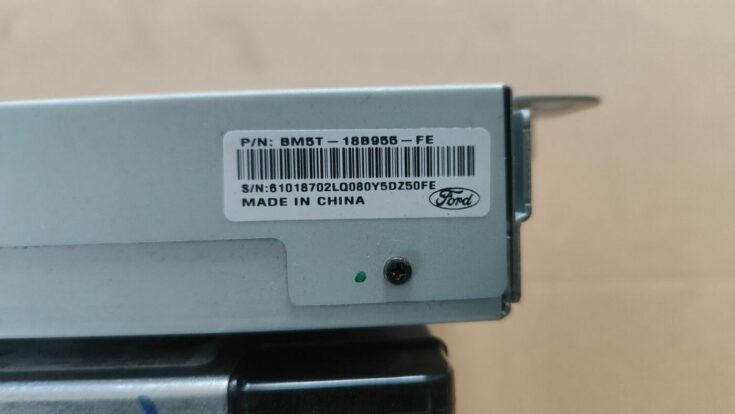 P/N: BM5T-18B955-FE
S/N:61018702LQ080Y5DZ50FE
MADE IN CHINA
Ford